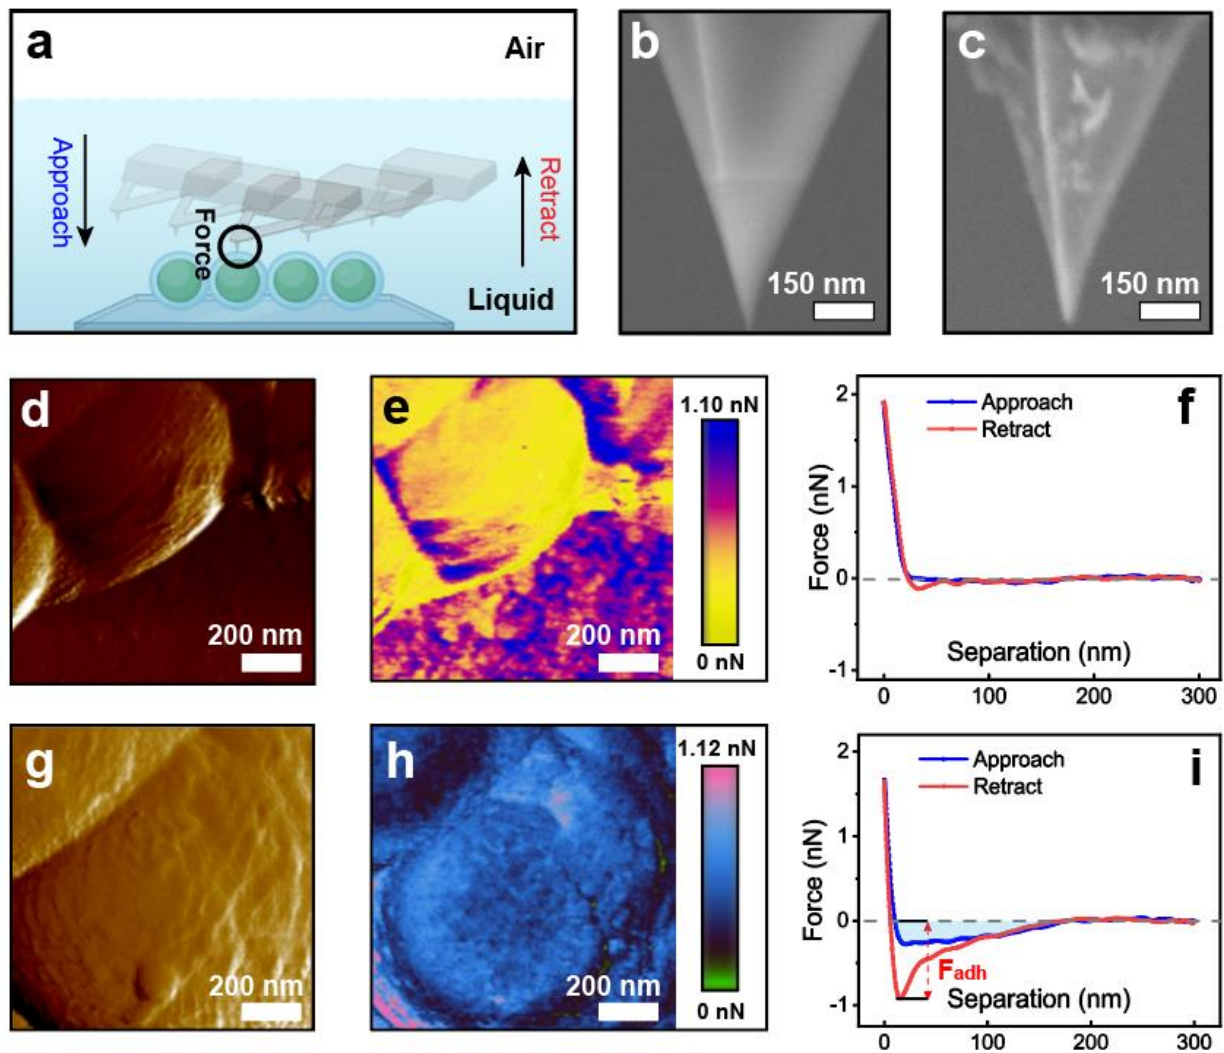 a
Air
Approach
Retract
Force
Liquid
b
150 nm
c
150 nm
d
200 nm
e
200 nm
1.10 nN
0 nN
f
Approach
Retract
Force (nN)
2
1
0
-1
Separation (nm)
0 100 200 300
g
200 nm
h
200 nm
1.12 nN
0 nN
i
Approach
Retract
Force (nN)
2
1
0
-1
Fadh
Separation (nm)
0 100 200 300